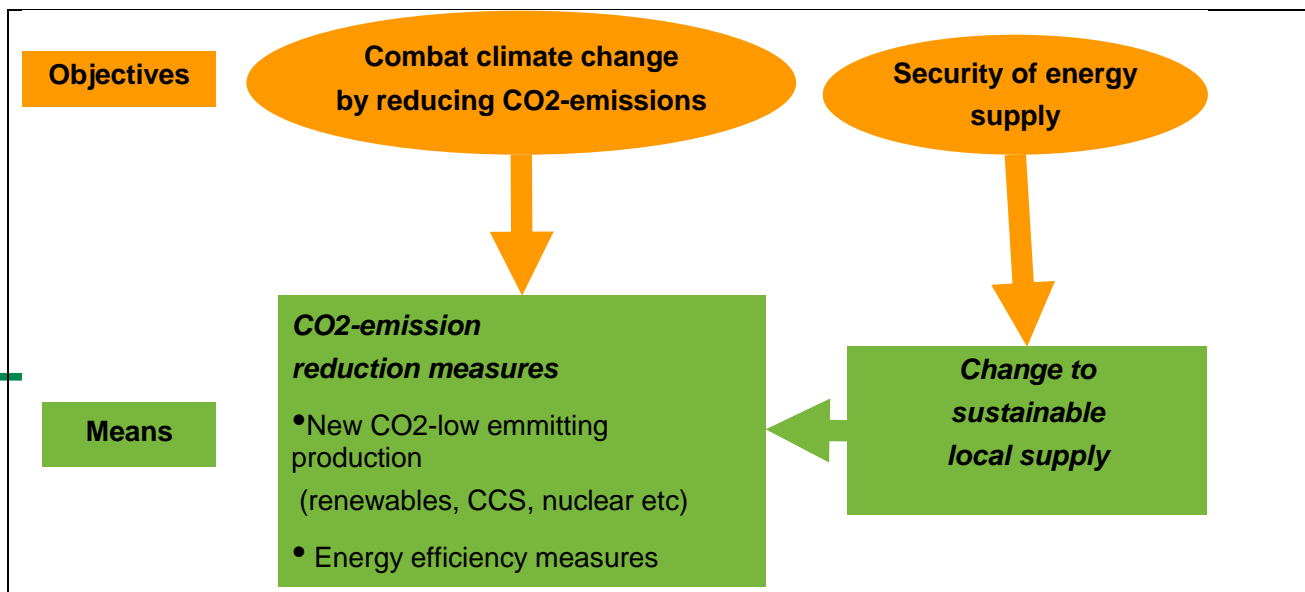 Objectives
Combat climate change
by reducing CO2-emissions
Security of energy
supply
Means
CO2-emission
reduction measures
•New CO2-low emmitting
production
(renewables, CCS, nuclear etc)
• Energy efficiency measures
Change to
sustainable
local supply